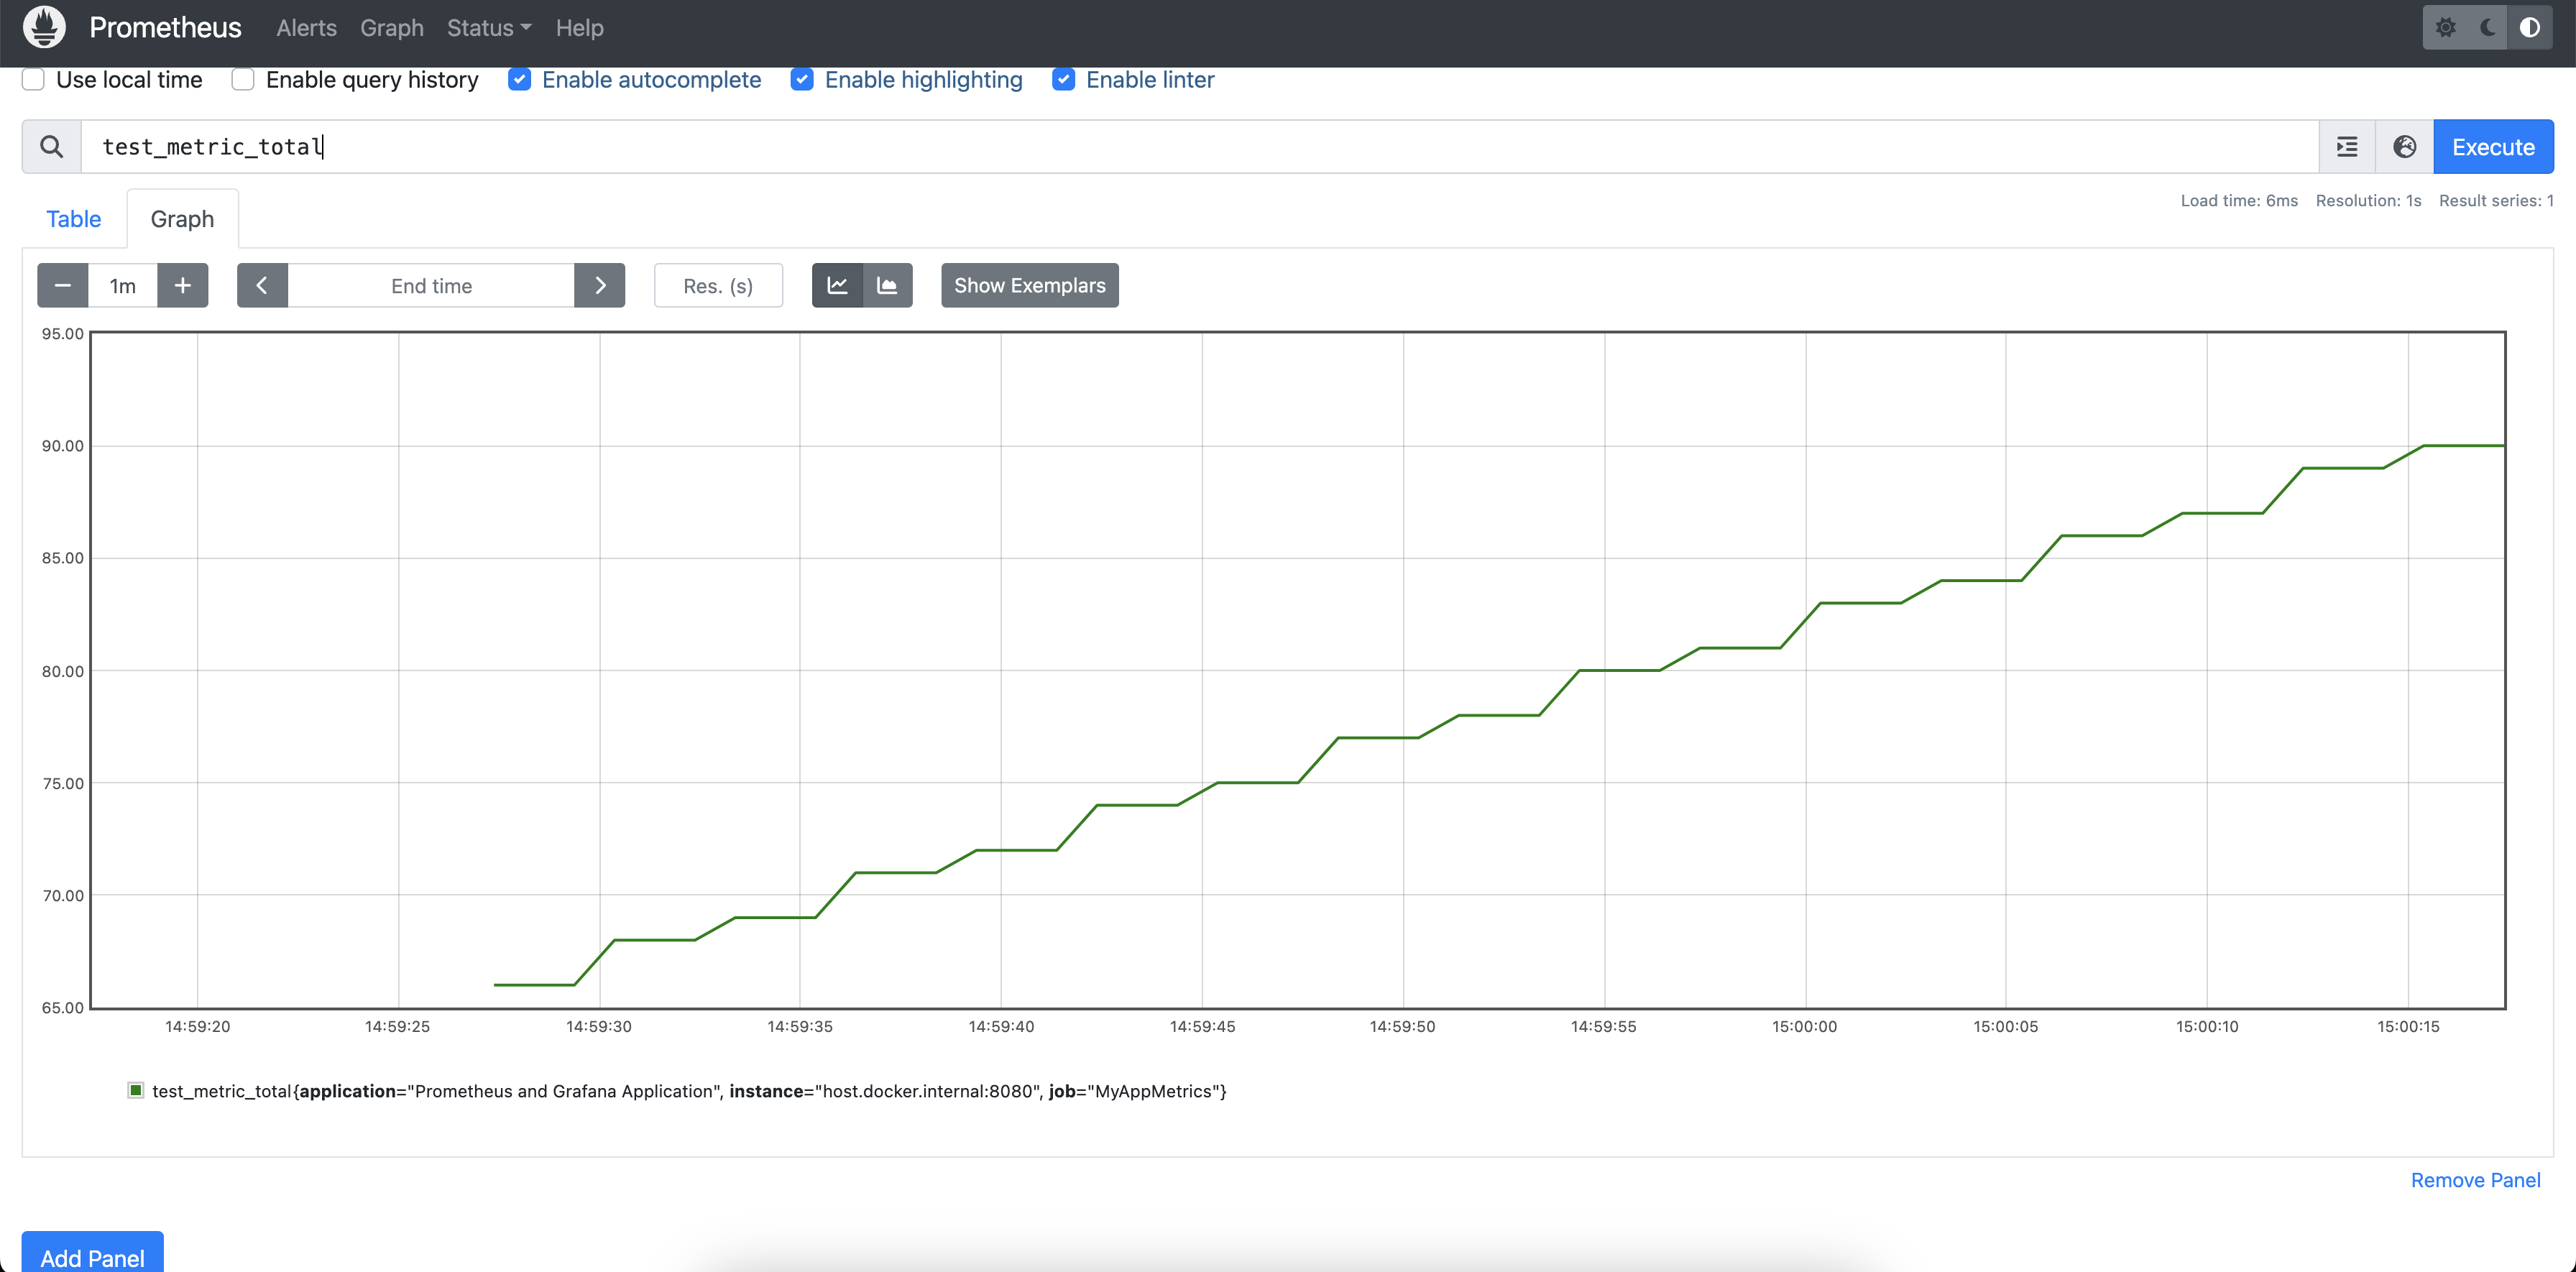 Prometheus Alerts Graph Status Help
Use local time Enable query history Enable autocomplete Enable highlighting Enable linter
test_metric_total Execute
Load time: 6ms Resolution: 1s Result series: 1
Table Graph
1m End time Res. (s) Show Exemplars
95.00
90.00
85.00
80.00
75.00
70.00
65.00
14:59:20 14:59:25 14:59:30 14:59:35 14:59:40 14:59:45 14:59:50 14:59:55 15:00:00 15:00:05 15:00:10 15:00:15
test_metric_total{application="Prometheus and Grafana Application", instance="host.docker.internal:8080", job="MyAppMetrics"}
Remove Panel
Add Panel